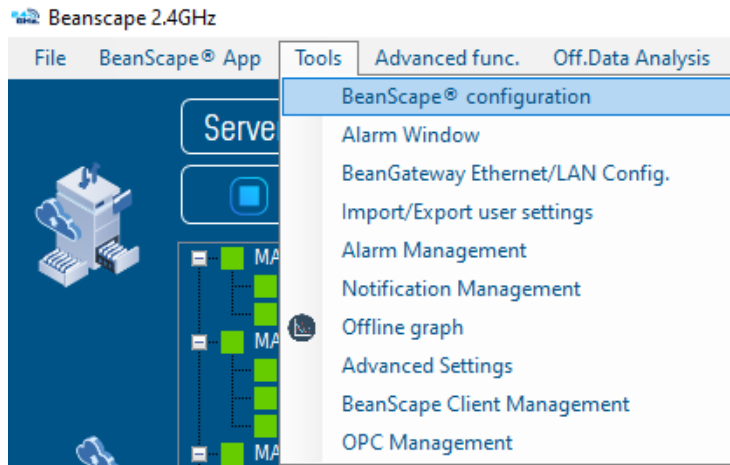 Beanscape 2.4GHz
File BeanScape® App Tools Advanced func. Off.Data Analysis
BeanScape® configuration
Alarm Window
BeanGateway Ethernet/LAN Config.
Import/Export user settings
Alarm Management
Notification Management
Offline graph
Advanced Settings
BeanScape Client Management
OPC Management
Serve
MA
MA
MA